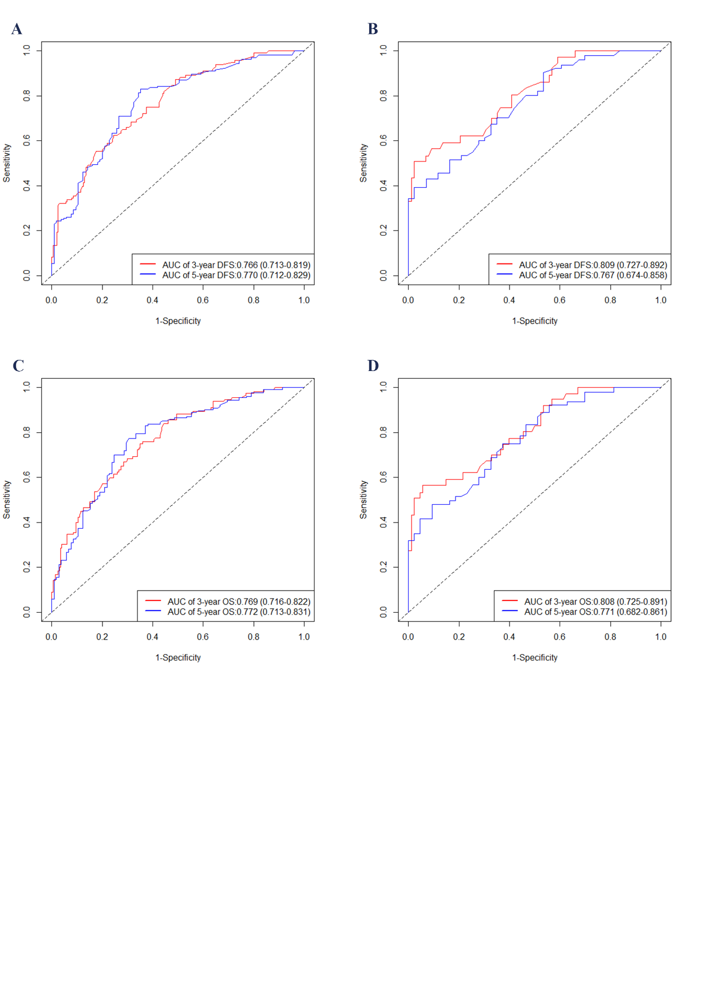 A
1.0
0.8
0.6
0.4
0.2
0.0
Sensitivity
AUC of 3-year DFS:0.766 (0.713-0.819)
AUC of 5-year DFS:0.770 (0.712-0.829)
0.0 0.2 0.4 0.6 0.8 1.0
1-Specificity
B
1.0
0.8
0.6
0.4
0.2
0.0
Sensitivity
AUC of 3-year DFS:0.809 (0.727-0.892)
AUC of 5-year DFS:0.767 (0.674-0.858)
0.0 0.2 0.4 0.6 0.8 1.0
1-Specificity
C
1.0
0.8
0.6
0.4
0.2
0.0
Sensitivity
AUC of 3-year OS:0.769 (0.716-0.822)
AUC of 5-year OS:0.772 (0.713-0.831)
0.0 0.2 0.4 0.6 0.8 1.0
1-Specificity
D
1.0
0.8
0.6
0.4
0.2
0.0
Sensitivity
AUC of 3-year OS:0.808 (0.725-0.891)
AUC of 5-year OS:0.771 (0.682-0.861)
0.0 0.2 0.4 0.6 0.8 1.0
1-Specificity